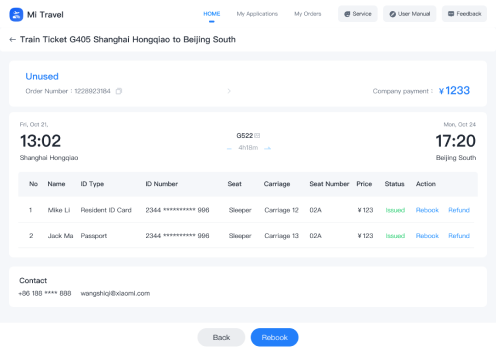 Mi Travel HOME My Applications My Orders Service User Manual Feedback
← Train Ticket G405 Shanghai Hongqiao to Beijing South
Unused
Order Number : 1228923184
Company payment : ¥1233
Fri, Oct 21, Mon, Oct 24
13:02 G522 17:20
4h18m
Shanghai Hongqiao Beijing South
No Name ID Type ID Number Seat Carriage Seat Number Price Status Action
1 Mike Li Resident ID Card 2344 ********** 996 Sleeper Carriage 12 02A ¥123 Issued Rebook Refund
2 Jack Ma Passport 2344 ********** 996 Sleeper Carriage 13 02A ¥123 Issued Rebook Refund
Contact
+86 188 **** 888 wangshiqi@xiaomi.com
Back Rebook